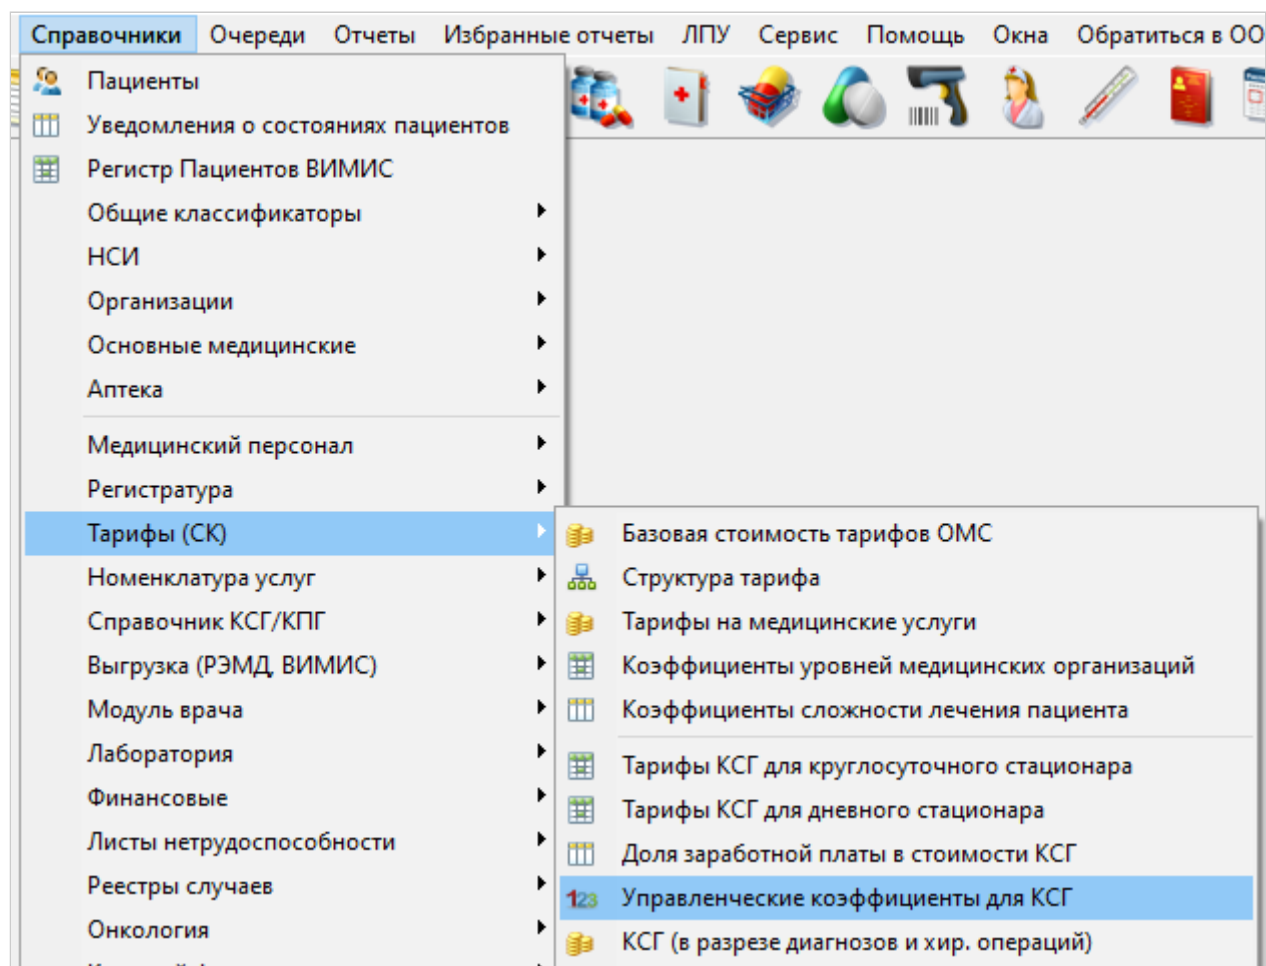 Справочники Очереди Отчеты Избранные отчеты ЛПУ Сервис Помощь Окна Обратиться в ОО
Пациенты
Уведомления о состояниях пациентов
Регистр Пациентов ВИМИС
Общие классификаторы
НСИ
Организации
Основные медицинские
Аптека
Медицинский персонал
Регистратура
Тарифы (СК)
Номенклатура услуг
Справочник КСГ/КПГ
Выгрузка (РЭМД, ВИМИС)
Модуль врача
Лаборатория
Финансовые
Листы нетрудоспособности
Реестры случаев
Онкология
Базовая стоимость тарифов ОМС
Структура тарифа
Тарифы на медицинские услуги
Коэффициенты уровней медицинских организаций
Коэффициенты сложности лечения пациента
Тарифы КСГ для круглосуточного стационара
Тарифы КСГ для дневного стационара
Доля заработной платы в стоимости КСГ
123 Управленческие коэффициенты для КСГ
КСГ (в разрезе диагнозов и хир. операций)